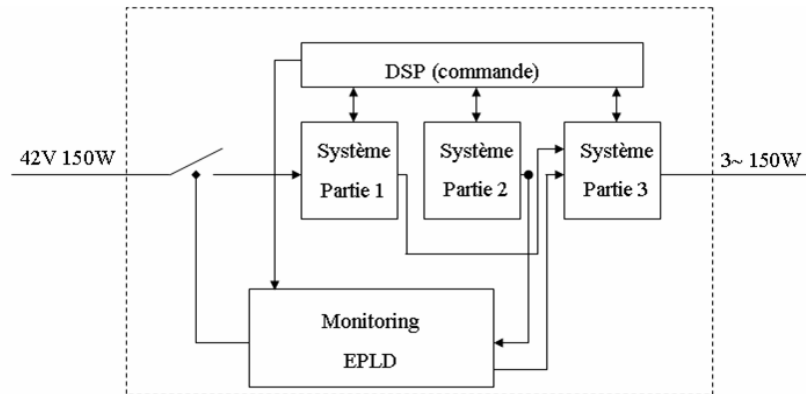 DSP (commande)
42V 150W
Système
Partie 1
Système
Partie 2
Système
Partie 3
3~ 150W
Monitoring
EPLD